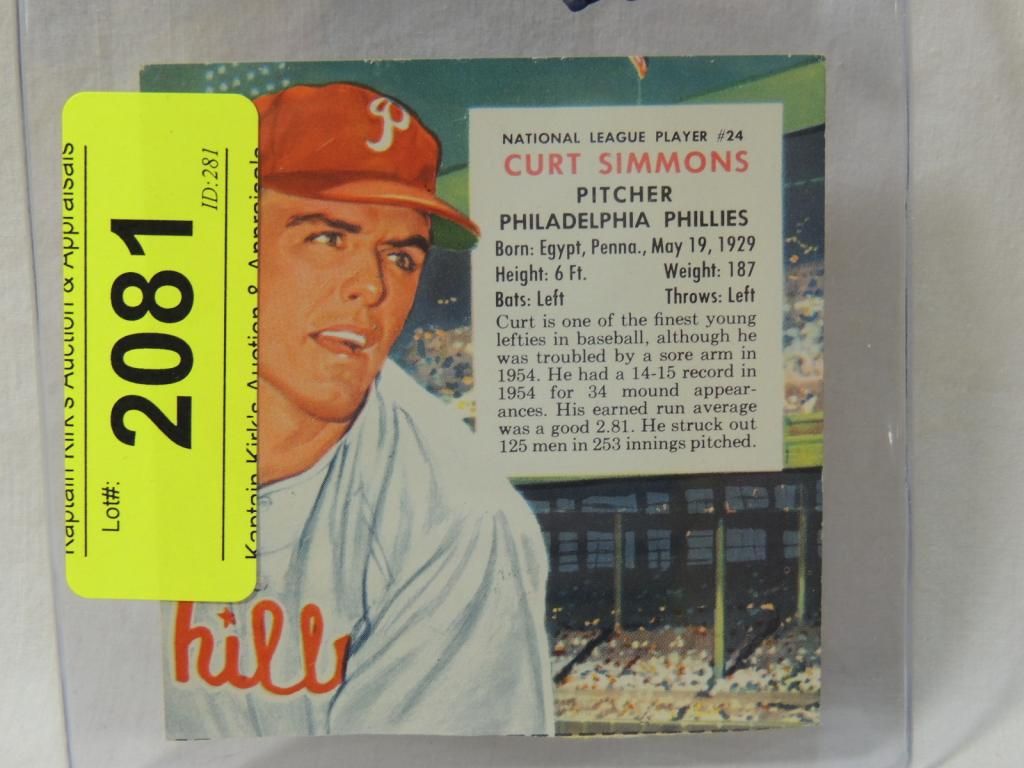 Kaptain Kirk's Auction & Appraisals
Lot#:
2081
ID:281
Kaptain Kirk's Auction & Appraisals
P
hill
NATIONAL LEAGUE PLAYER #24
CURT SIMMONS
PITCHER
PHILADELPHIA PHILLIES
Born: Egypt, Penna., May 19, 1929
Height: 6 Ft. Weight: 187
Bats: Left Throws: Left
Curt is one of the finest young
lefties in baseball, although he
was troubled by a sore arm in
1954. He had a 14-15 record in
1954 for 34 mound appear-
ances. His earned run average
was a good 2.81. He struck out
125 men in 253 innings pitched.